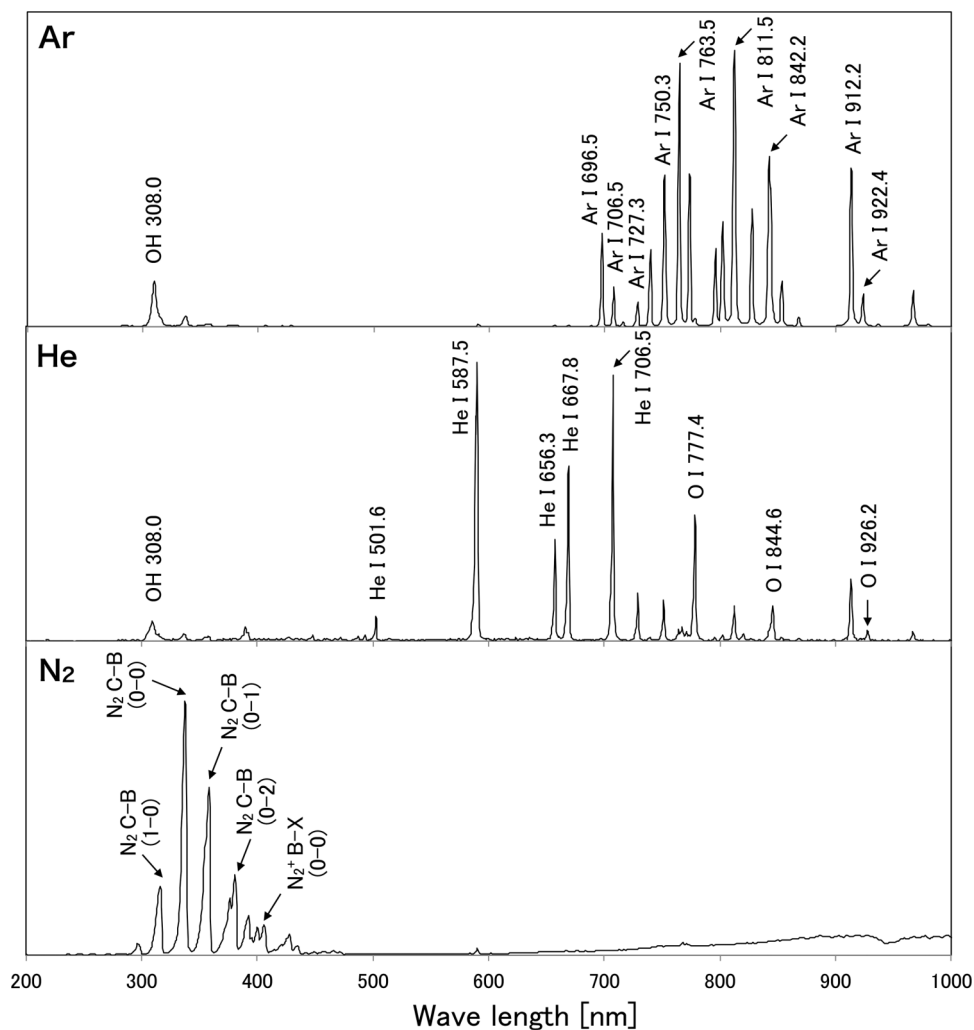 Ar
OH 308.0
Ar I 696.5
Ar I 706.5
Ar I 727.3
Ar I 750.3
Ar I 763.5
Ar I 811.5
Ar I 842.2
Ar I 912.2
Ar I 922.4
He
OH 308.0
He I 501.6
He I 587.5
He I 656.3
He I 667.8
He I 706.5
O I 777.4
O I 844.6
O I 926.2
N₂
N₂ C-B
(1-0)
N₂ C-B
(0-0)
N₂ C-B
(0-1)
N₂ C-B
(0-2)
N₂⁺ B-X
(0-0)
200 300 400 500 600 700 800 900 1000
Wave length [nm]